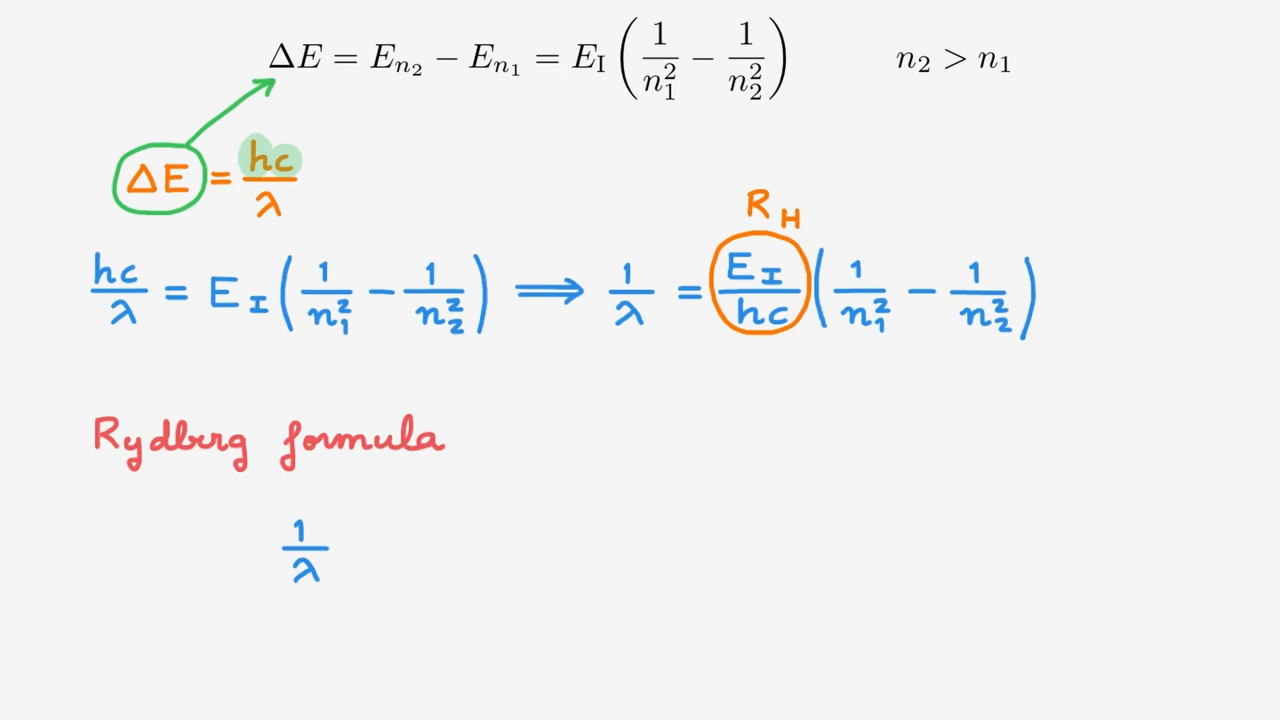 ΔE = E_{n_2} − E_{n_1} = E_I (1/n_1^2 − 1/n_2^2)    n_2 > n_1
ΔE = hc/λ
R_H
hc/λ = E_I (1/n_1^2 − 1/n_2^2) ⟹ 1/λ = E_I/hc (1/n_1^2 − 1/n_2^2)
Rydberg formula
1/λ